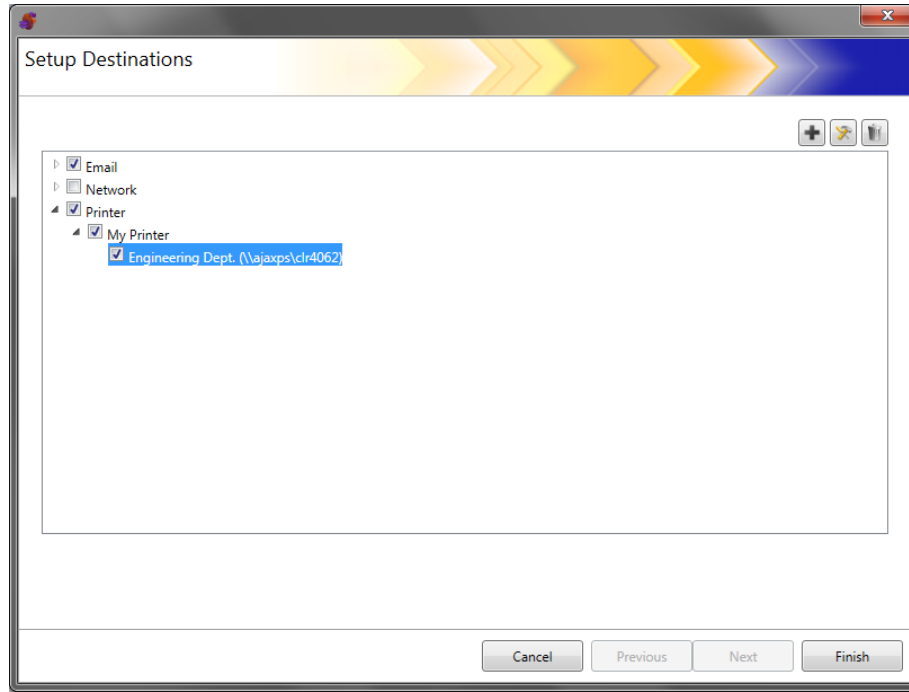 Setup Destinations
Email
Network
Printer
My Printer
Engineering Dept. (\\ajaxps\clr4062)
Cancel Previous Next Finish